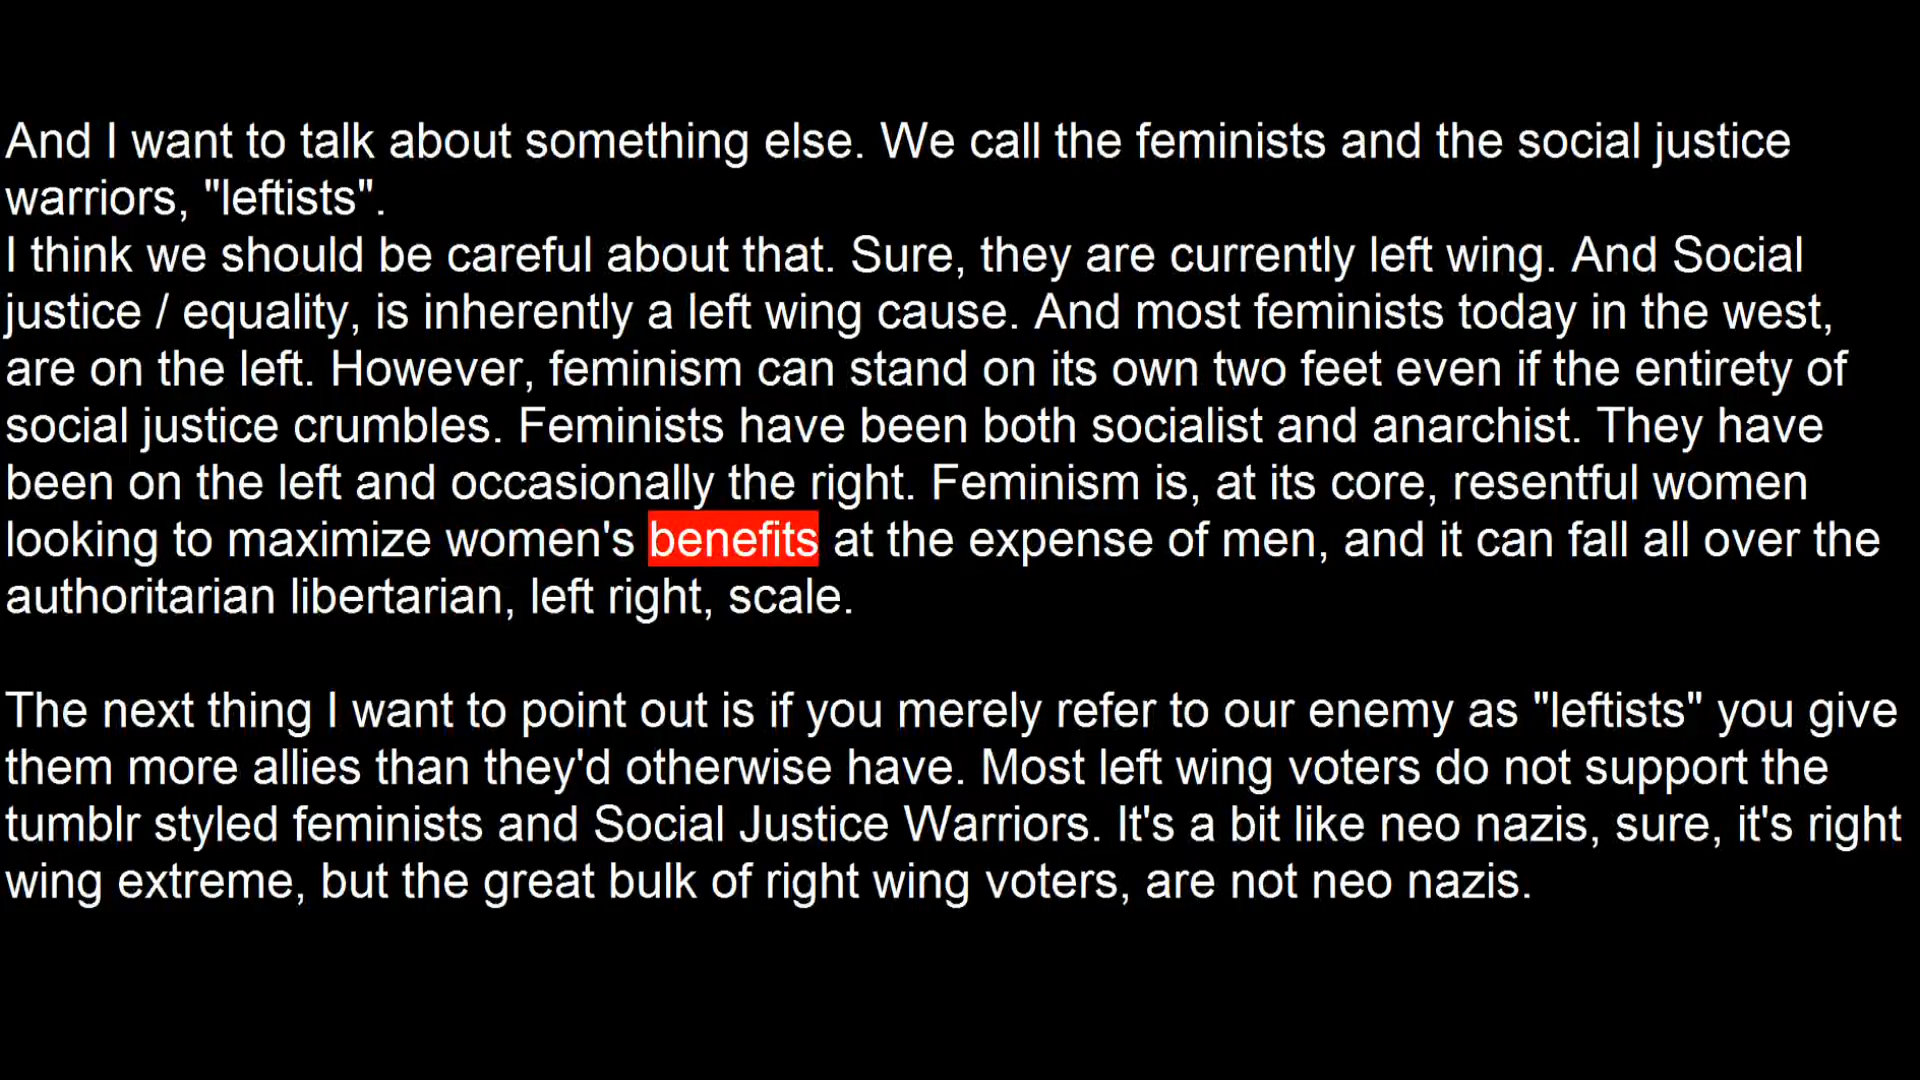 And I want to talk about something else. We call the feminists and the social justice
warriors, "leftists".
I think we should be careful about that. Sure, they are currently left wing. And Social
justice / equality, is inherently a left wing cause. And most feminists today in the west,
are on the left. However, feminism can stand on its own two feet even if the entirety of
social justice crumbles. Feminists have been both socialist and anarchist. They have
been on the left and occasionally the right. Feminism is, at its core, resentful women
looking to maximize women's benefits at the expense of men, and it can fall all over the
authoritarian libertarian, left right, scale.
The next thing I want to point out is if you merely refer to our enemy as "leftists" you give
them more allies than they'd otherwise have. Most left wing voters do not support the
tumblr styled feminists and Social Justice Warriors. It's a bit like neo nazis, sure, it's right
wing extreme, but the great bulk of right wing voters, are not neo nazis.